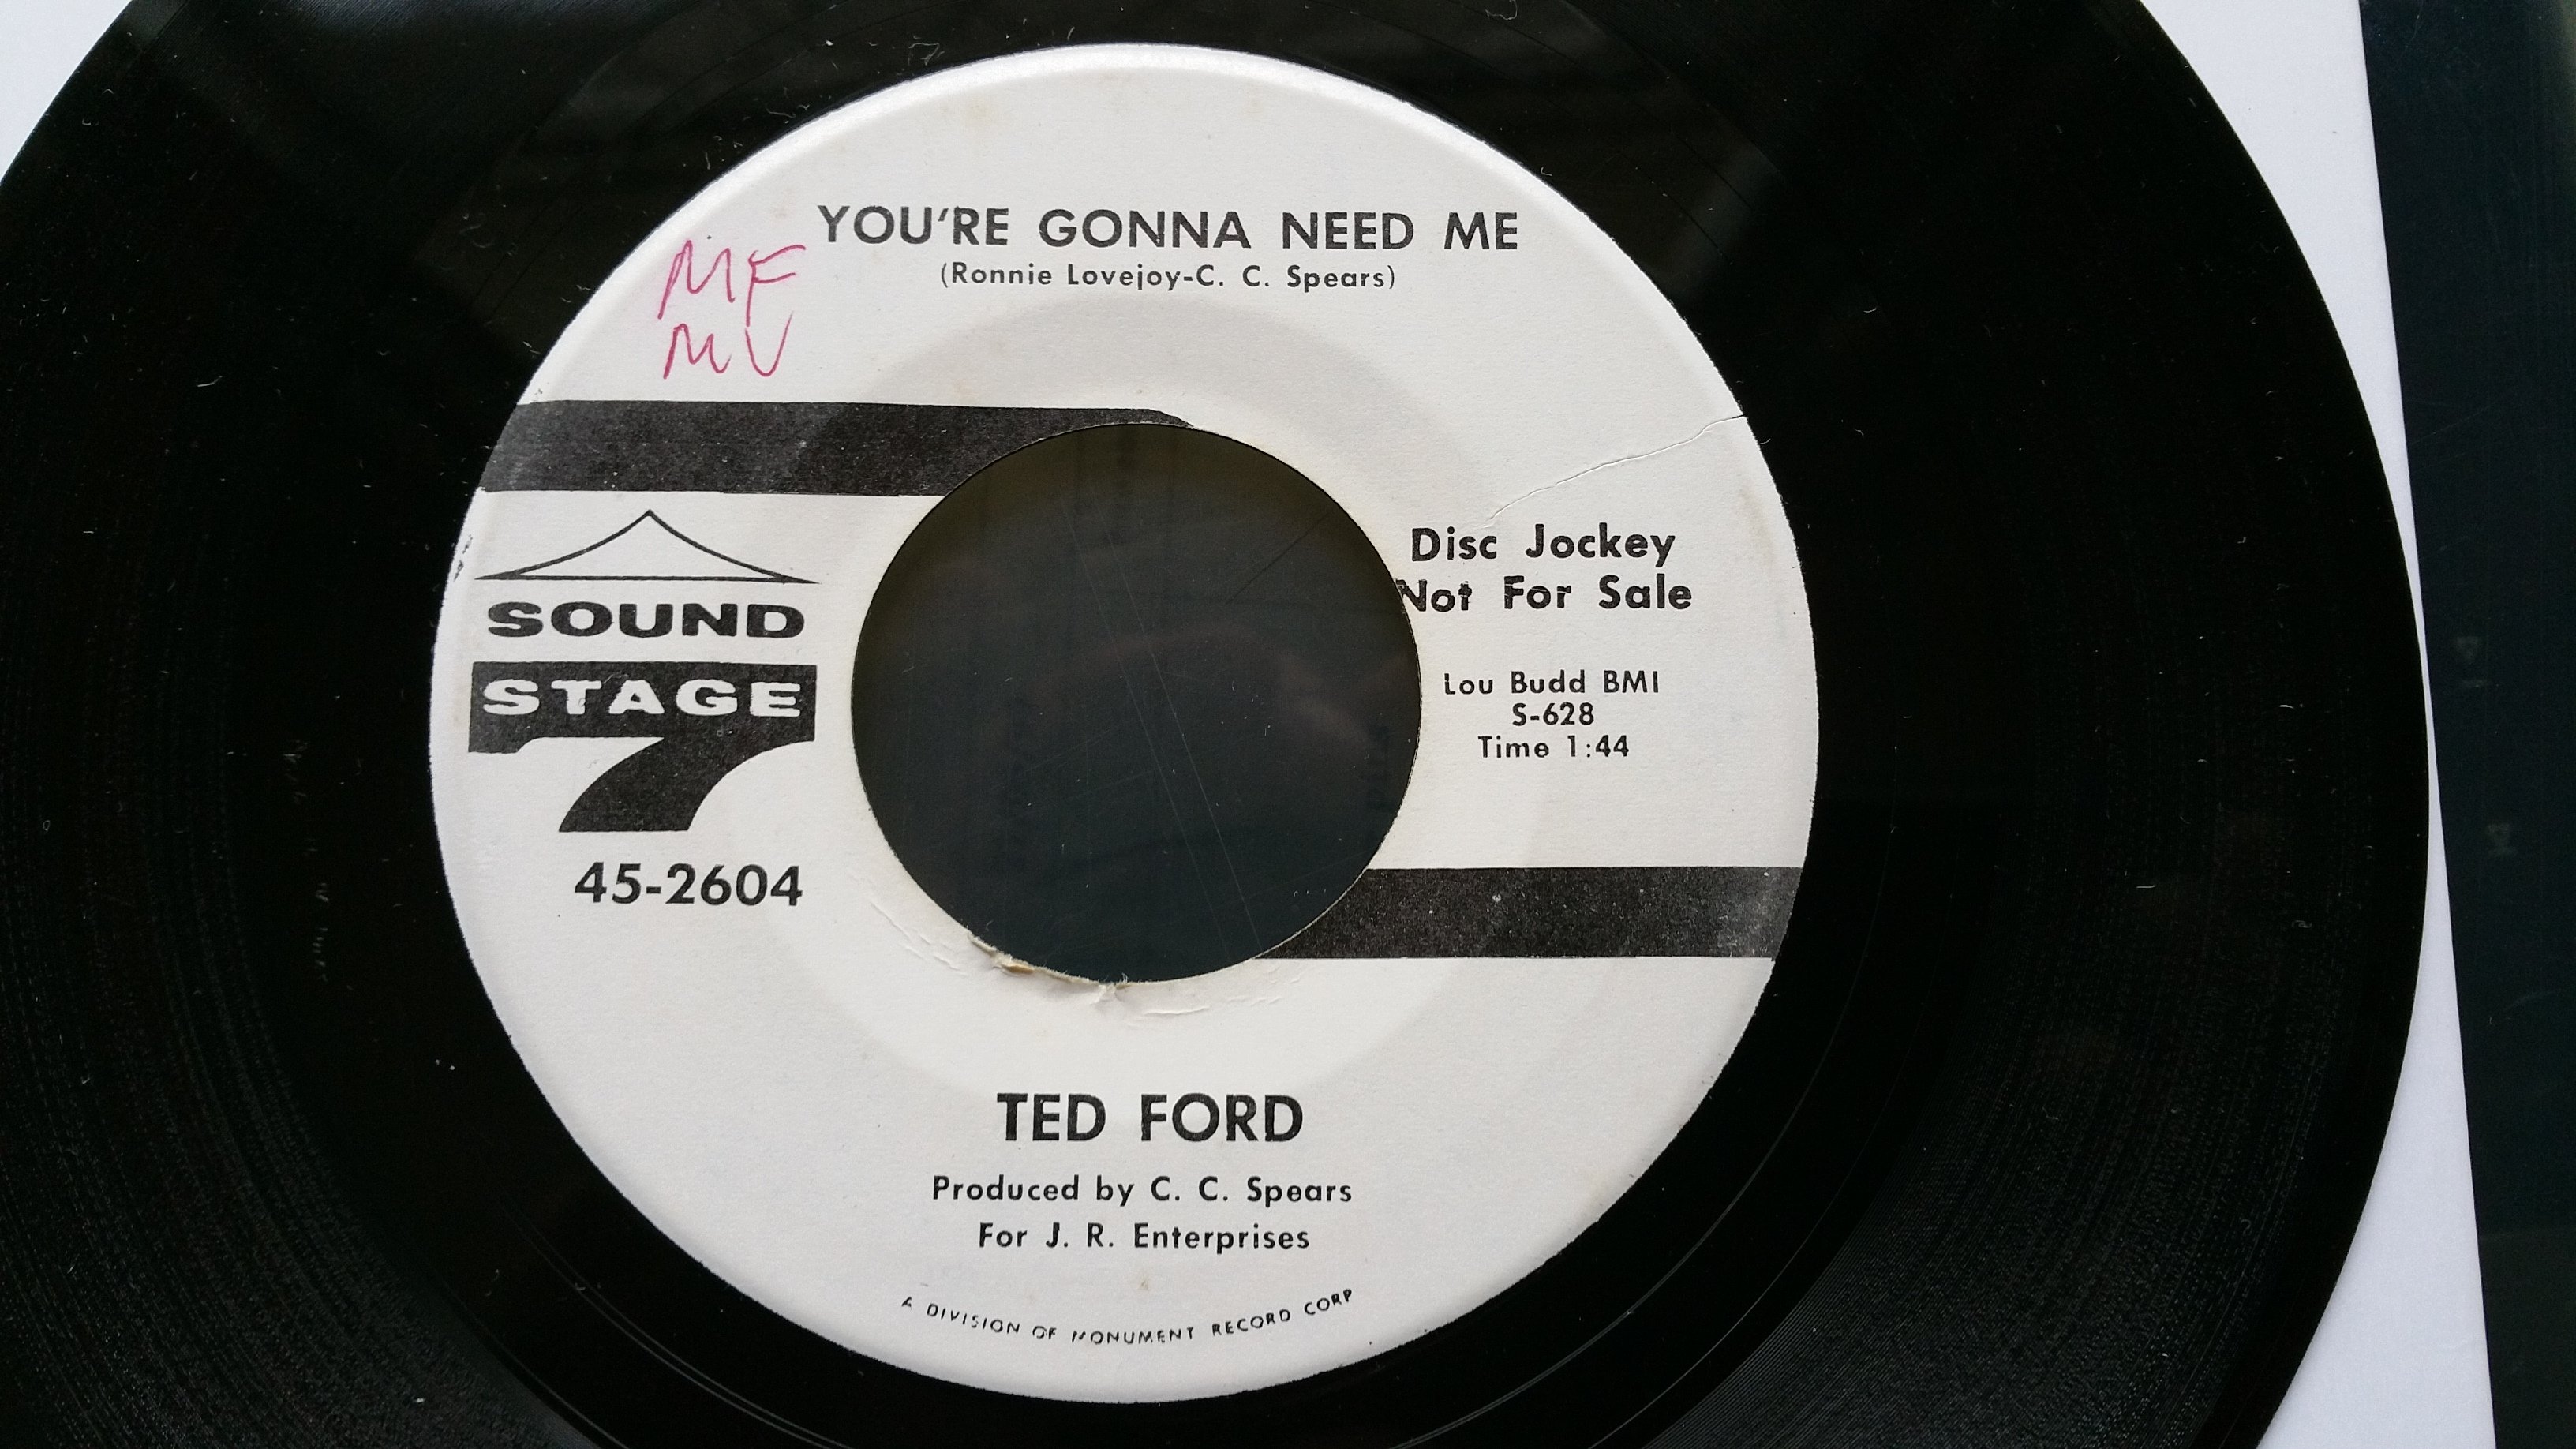 YOU'RE GONNA NEED ME
(Ronnie Lovejoy-C. C. Spears)
MF
MV
SOUND
STAGE
7
45-2604
Disc Jockey
Not For Sale
Lou Budd BMI
S-628
Time 1:44
TED FORD
Produced by C. C. Spears
For J. R. Enterprises
A DIVISION OF MONUMENT RECORD CORP